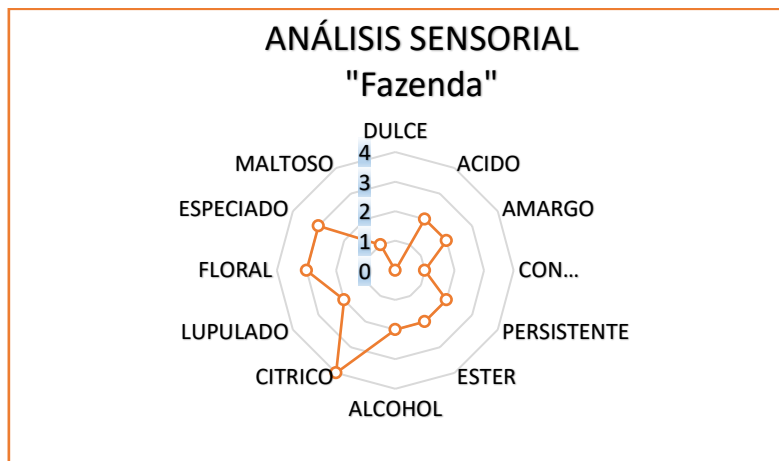 ANÁLISIS SENSORIAL
"Fazenda"
DULCE
ACIDO
AMARGO
CON...
PERSISTENTE
ESTER
ALCOHOL
CITRICO
LUPULADO
FLORAL
ESPECIADO
MALTOSO
4
3
2
1
0